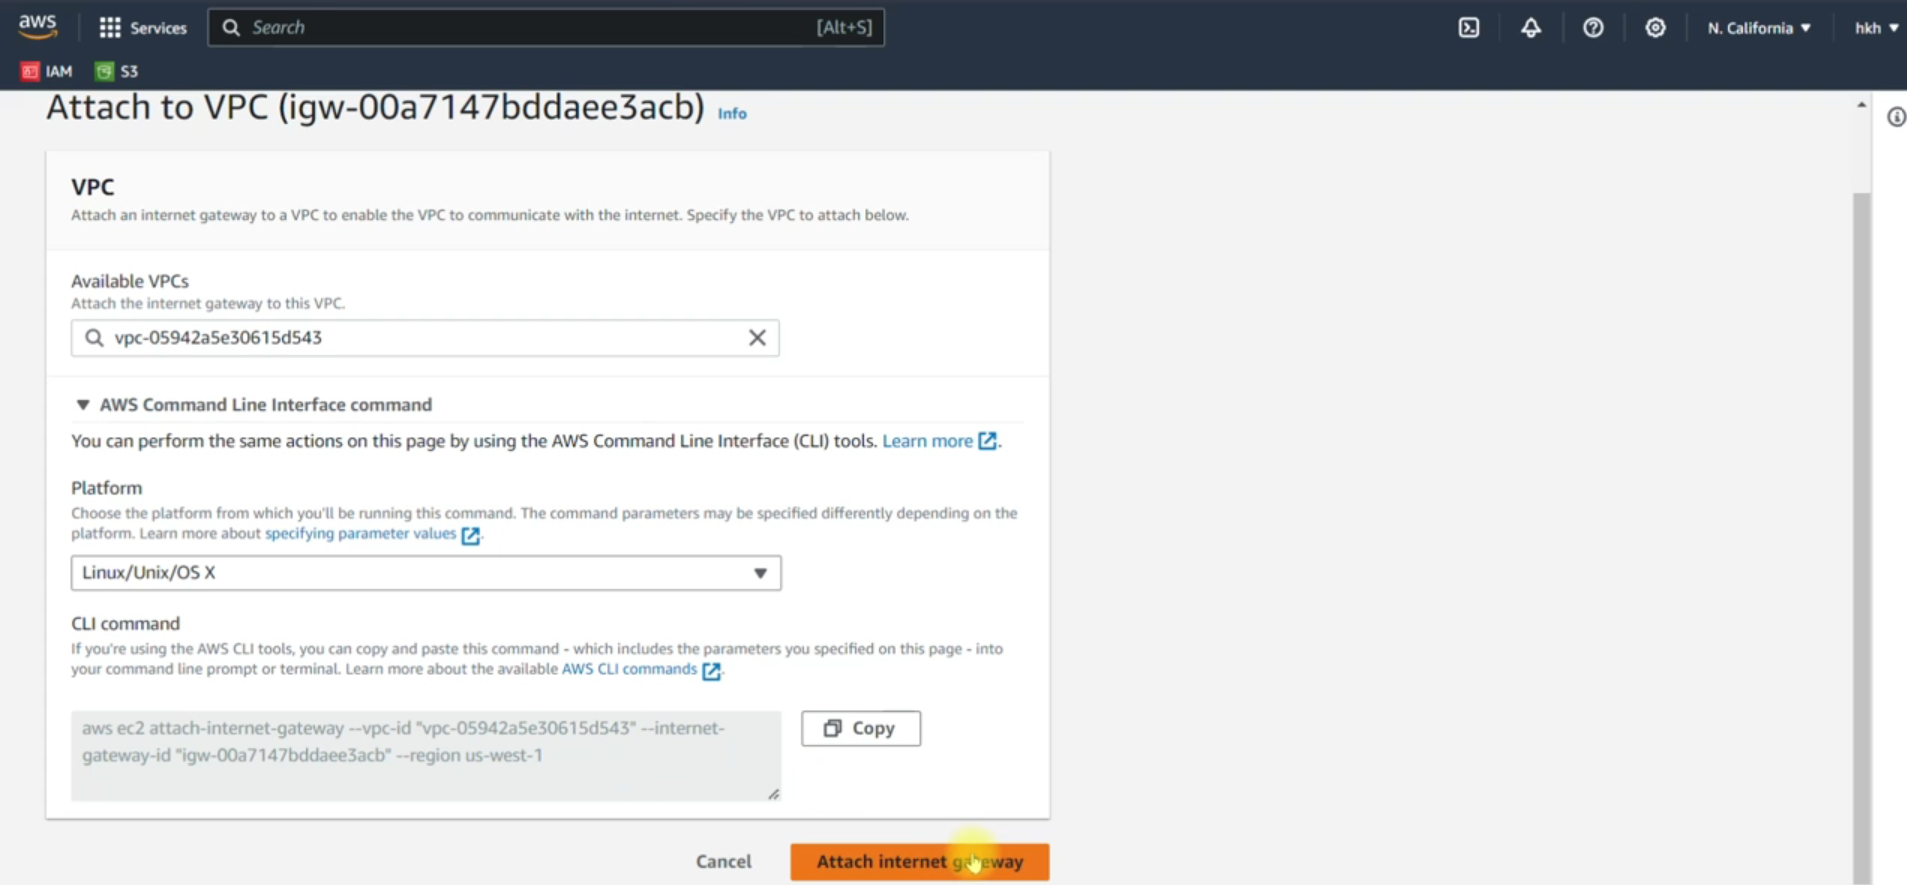 aws
Services
Search
[Alt+S]
N. California
hkh
IAM
S3
Attach to VPC (igw-00a7147bddaee3acb) Info
VPC
Attach an internet gateway to a VPC to enable the VPC to communicate with the internet. Specify the VPC to attach below.
Available VPCs
Attach the internet gateway to this VPC.
vpc-05942a5e30615d543
AWS Command Line Interface command
You can perform the same actions on this page by using the AWS Command Line Interface (CLI) tools. Learn more.
Platform
Choose the platform from which you'll be running this command. The command parameters may be specified differently depending on the
platform. Learn more about specifying parameter values.
Linux/Unix/OS X
CLI command
If you're using the AWS CLI tools, you can copy and paste this command - which includes the parameters you specified on this page - into
your command line prompt or terminal. Learn more about the available AWS CLI commands.
aws ec2 attach-internet-gateway --vpc-id "vpc-05942a5e30615d543" --internet-
gateway-id "igw-00a7147bddaee3acb" --region us-west-1
Copy
Cancel
Attach internet gateway